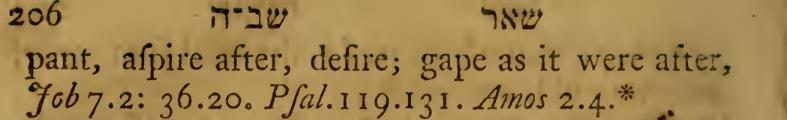 206 שב־ה שאר
pant, aſpire after, deſire; gape as it were after,
Job 7.2: 36.20. Pſal. 119.131. Amos 2.4.*